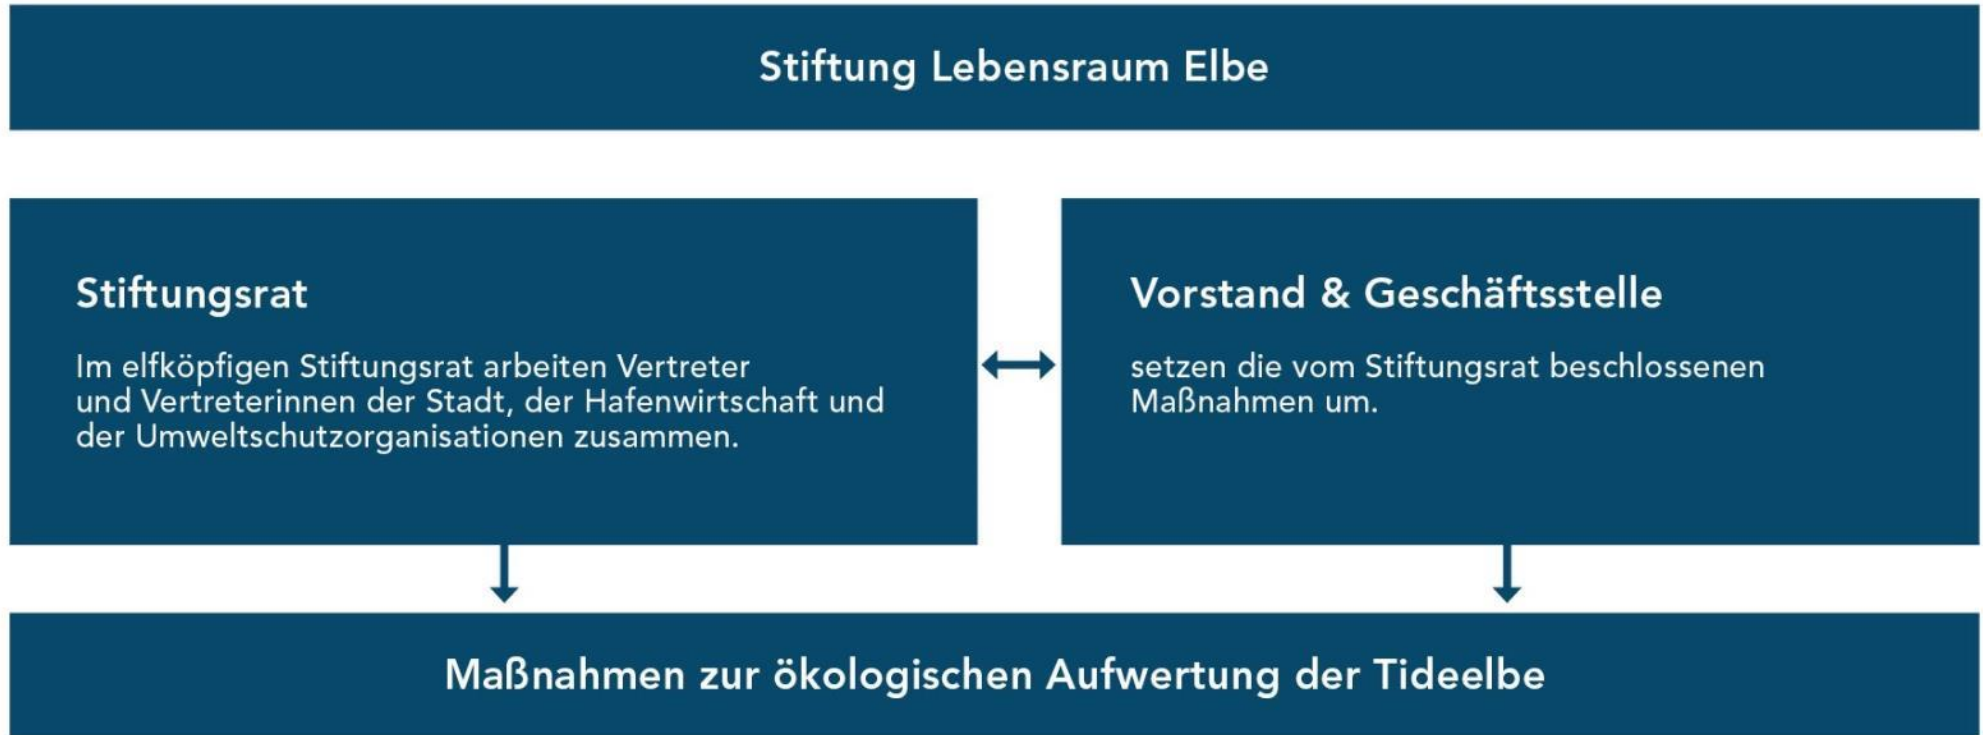 Stiftung Lebensraum Elbe
Stiftungsrat
Im elfköpfigen Stiftungsrat arbeiten Vertreter
und Vertreterinnen der Stadt, der Hafenwirtschaft und
der Umweltschutzorganisationen zusammen.
Vorstand & Geschäftsstelle
setzen die vom Stiftungsrat beschlossenen
Maßnahmen um.
Maßnahmen zur ökologischen Aufwertung der Tideelbe